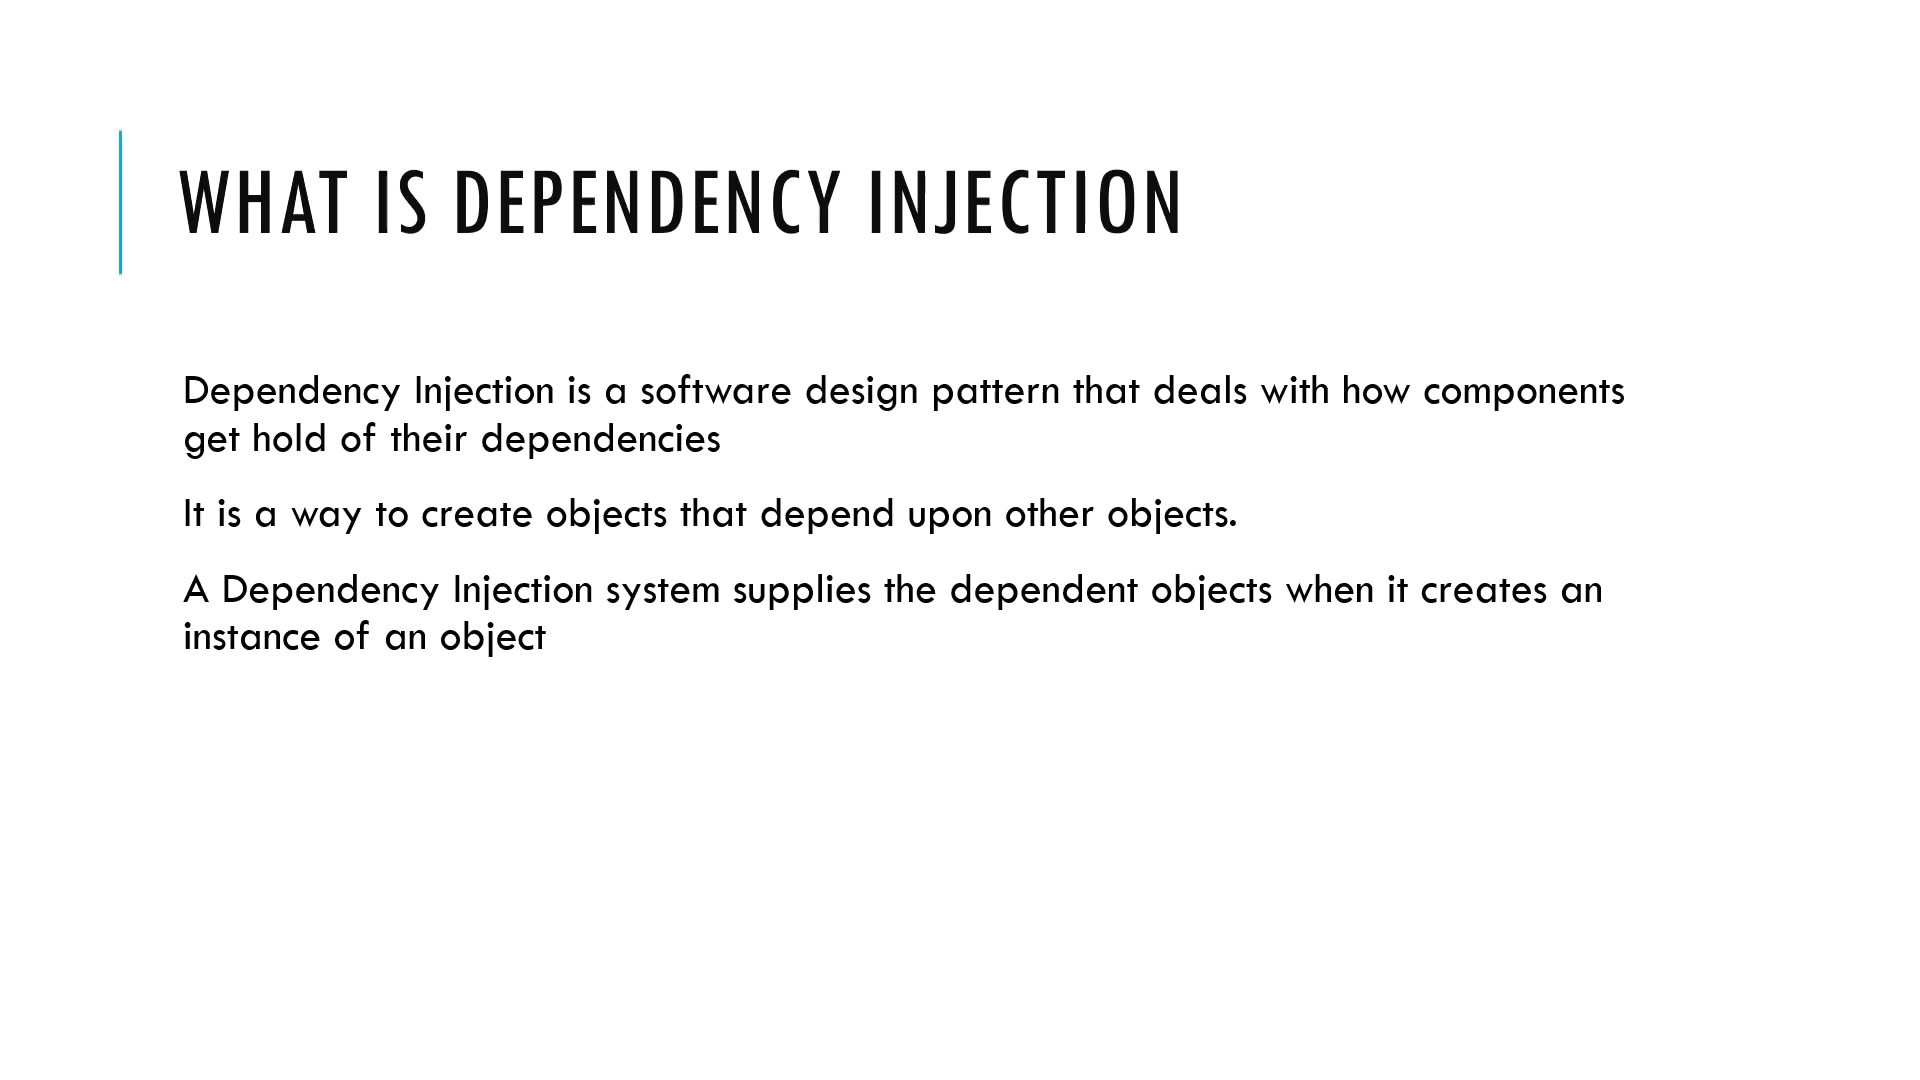 WHAT IS DEPENDENCY INJECTION
Dependency Injection is a software design pattern that deals with how components
get hold of their dependencies
It is a way to create objects that depend upon other objects.
A Dependency Injection system supplies the dependent objects when it creates an
instance of an object